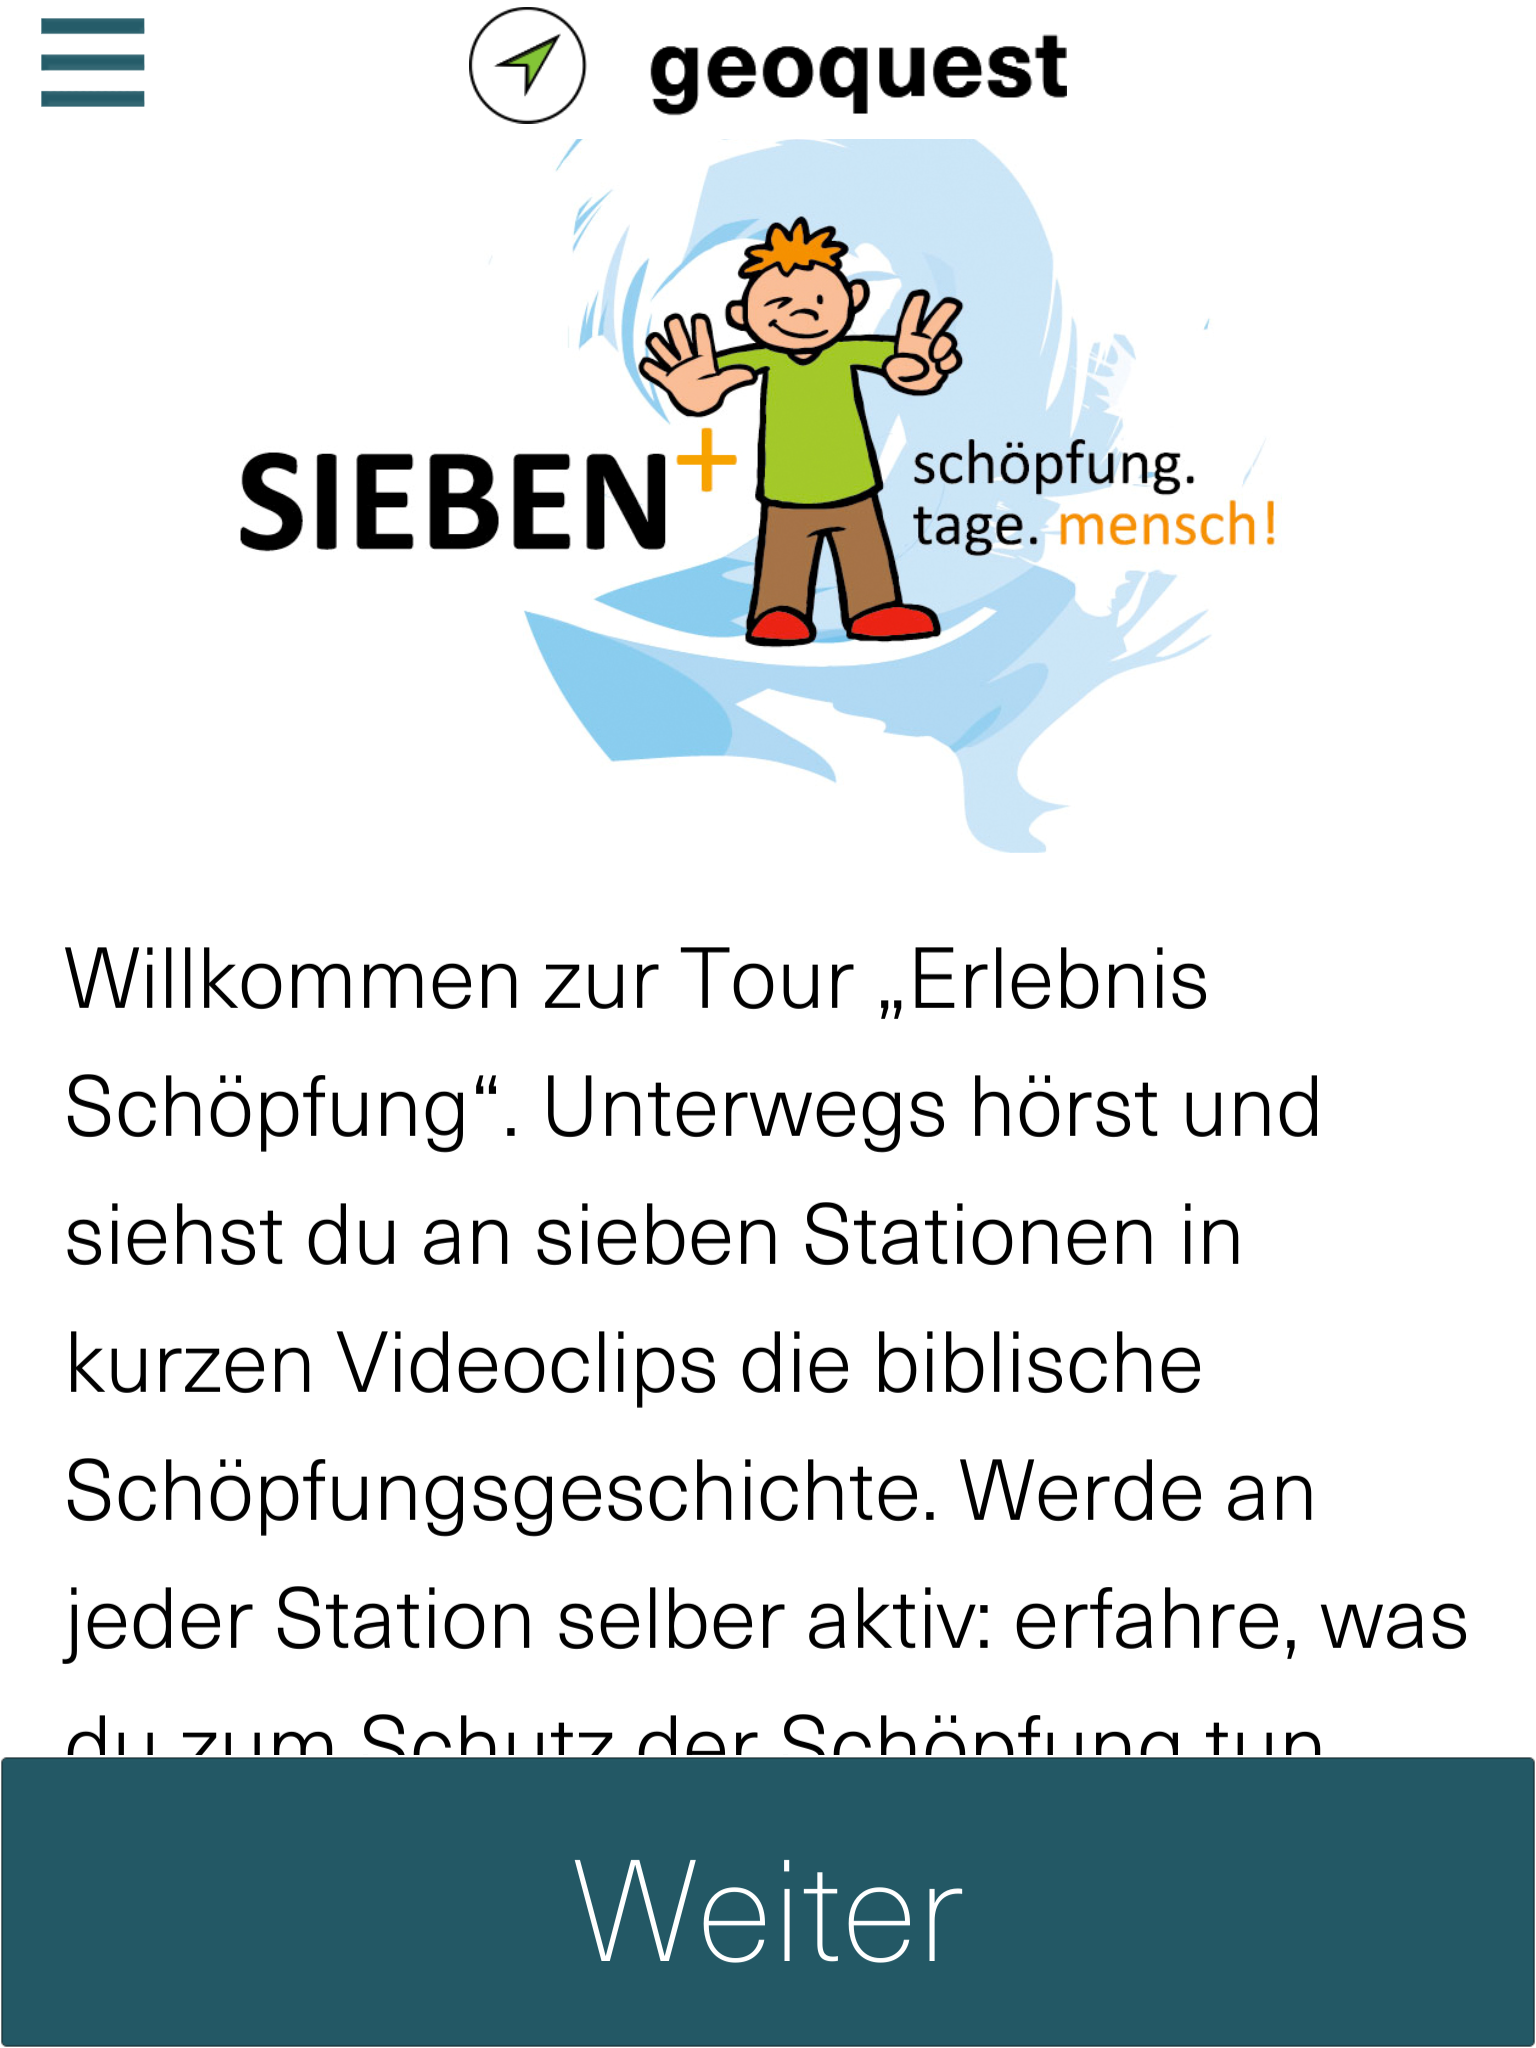 geoquest
SIEBEN+
schöpfung.
tage. mensch!
Willkommen zur Tour „Erlebnis
Schöpfung“. Unterwegs hörst und
siehst du an sieben Stationen in
kurzen Videoclips die biblische
Schöpfungsgeschichte. Werde an
jeder Station selber aktiv: erfahre, was
du zum Schutz der Schöpfung tun
Weiter